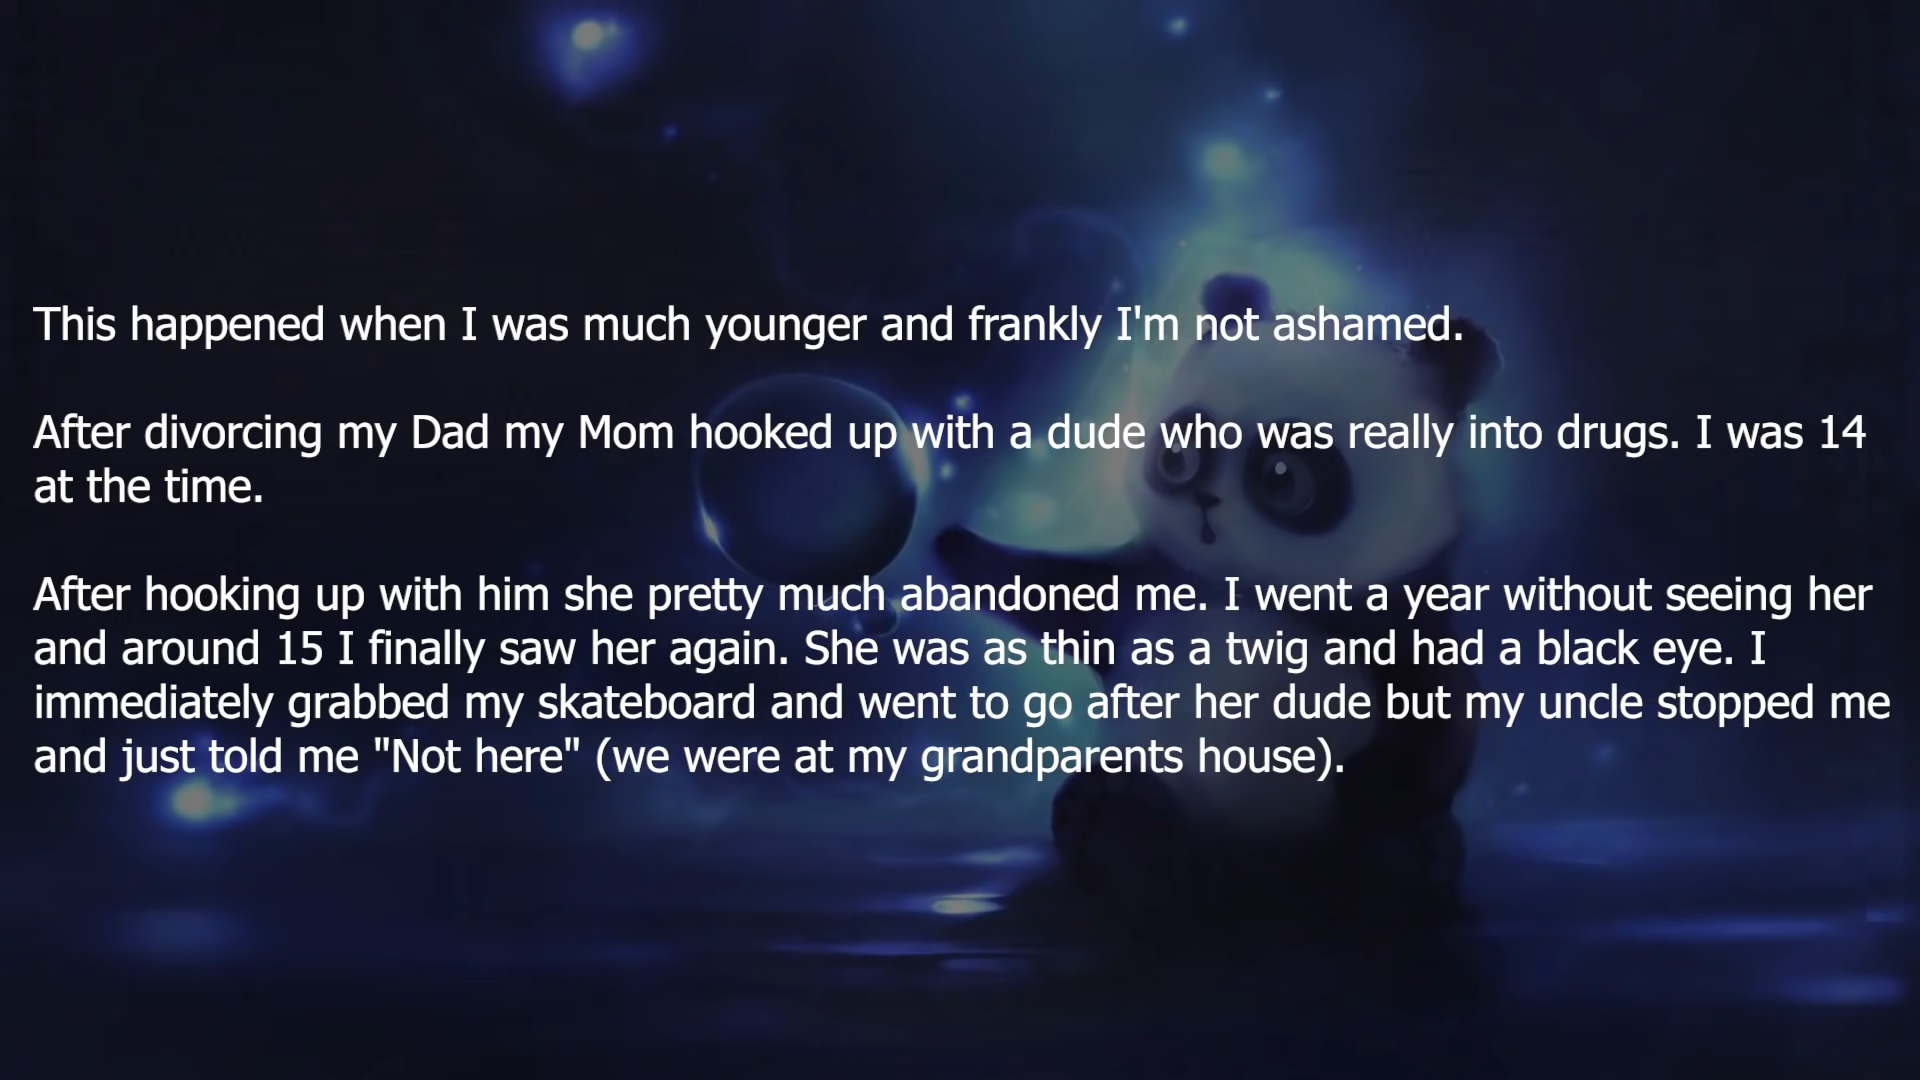 This happened when I was much younger and frankly I'm not ashamed.
After divorcing my Dad my Mom hooked up with a dude who was really into drugs. I was 14
at the time.
After hooking up with him she pretty much abandoned me. I went a year without seeing her
and around 15 I finally saw her again. She was as thin as a twig and had a black eye. I
immediately grabbed my skateboard and went to go after her dude but my uncle stopped me
and just told me "Not here" (we were at my grandparents house).